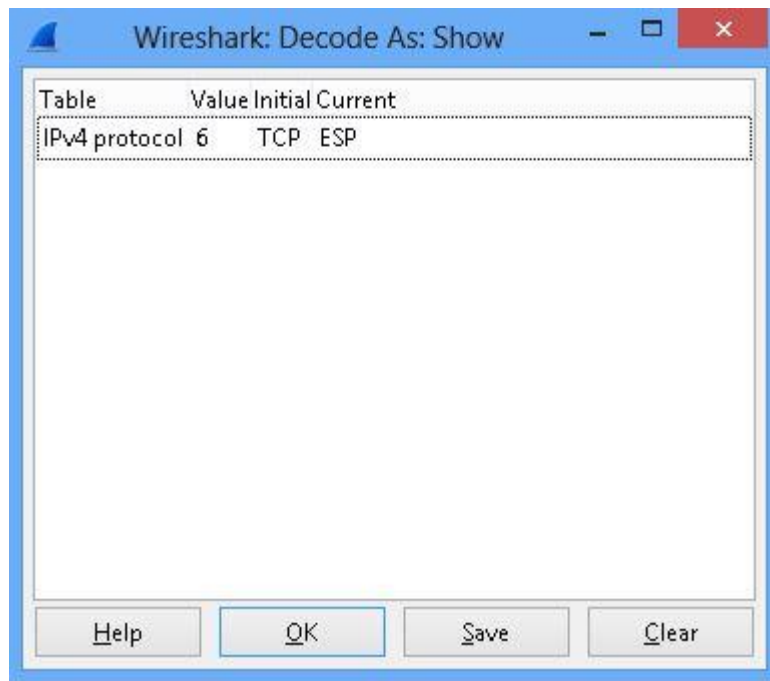 Wireshark: Decode As: Show
Table Value Initial Current
IPv4 protocol 6 TCP ESP
Help OK Save Clear